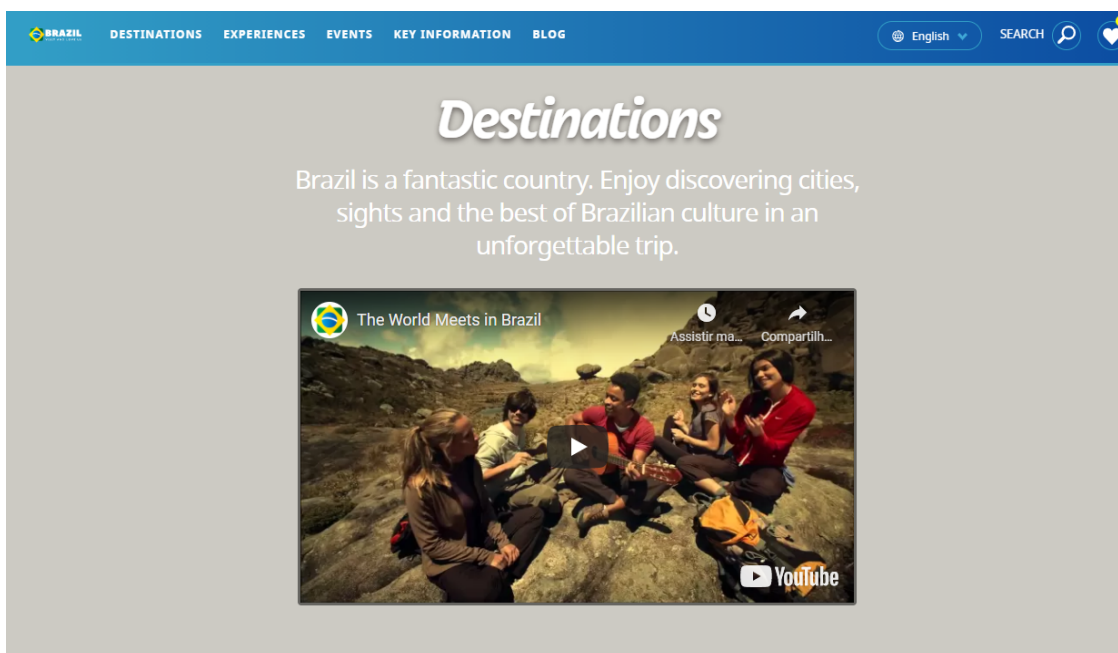 BRAZIL
DESTINATIONS
EXPERIENCES
EVENTS
KEY INFORMATION
BLOG
English
SEARCH
Destinations
Brazil is a fantastic country. Enjoy discovering cities,
sights and the best of Brazilian culture in an
unforgettable trip.
The World Meets in Brazil
Assistir ma...
Compartilh...
YouTube